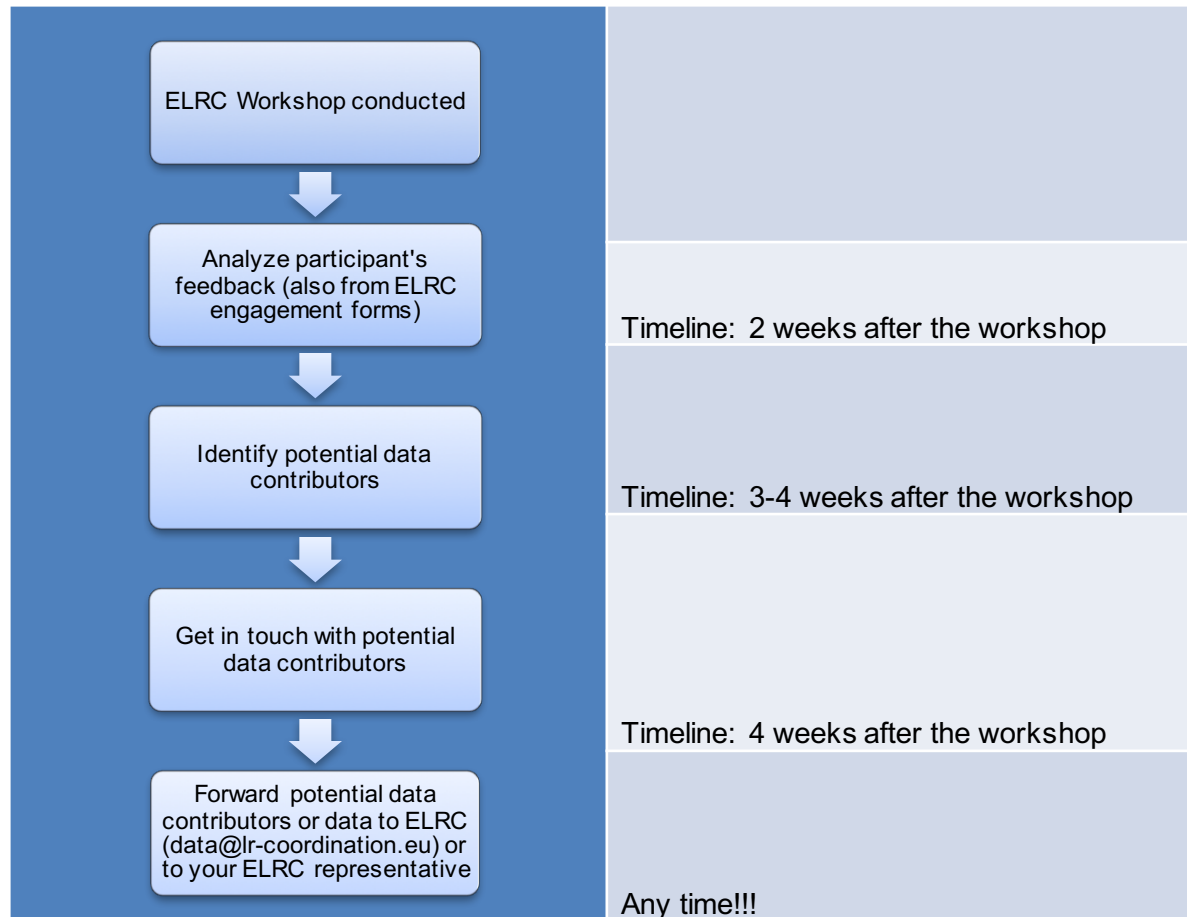 ELRC Workshop conducted
Analyze participant's
feedback (also from ELRC
engagement forms)
Timeline: 2 weeks after the workshop
Identify potential data
contributors
Timeline: 3-4 weeks after the workshop
Get in touch with potential
data contributors
Timeline: 4 weeks after the workshop
Forward potential data
contributors or data to ELRC
(data@lr-coordination.eu) or
to your ELRC representative
Any time!!!